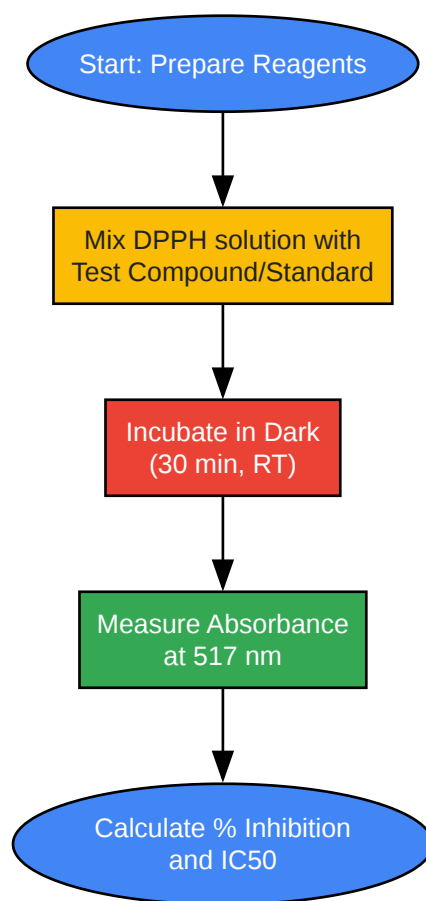 Start: Prepare Reagents
Mix DPPH solution with
Test Compound/Standard
Incubate in Dark
(30 min, RT)
Measure Absorbance
at 517 nm
Calculate % Inhibition
and IC50